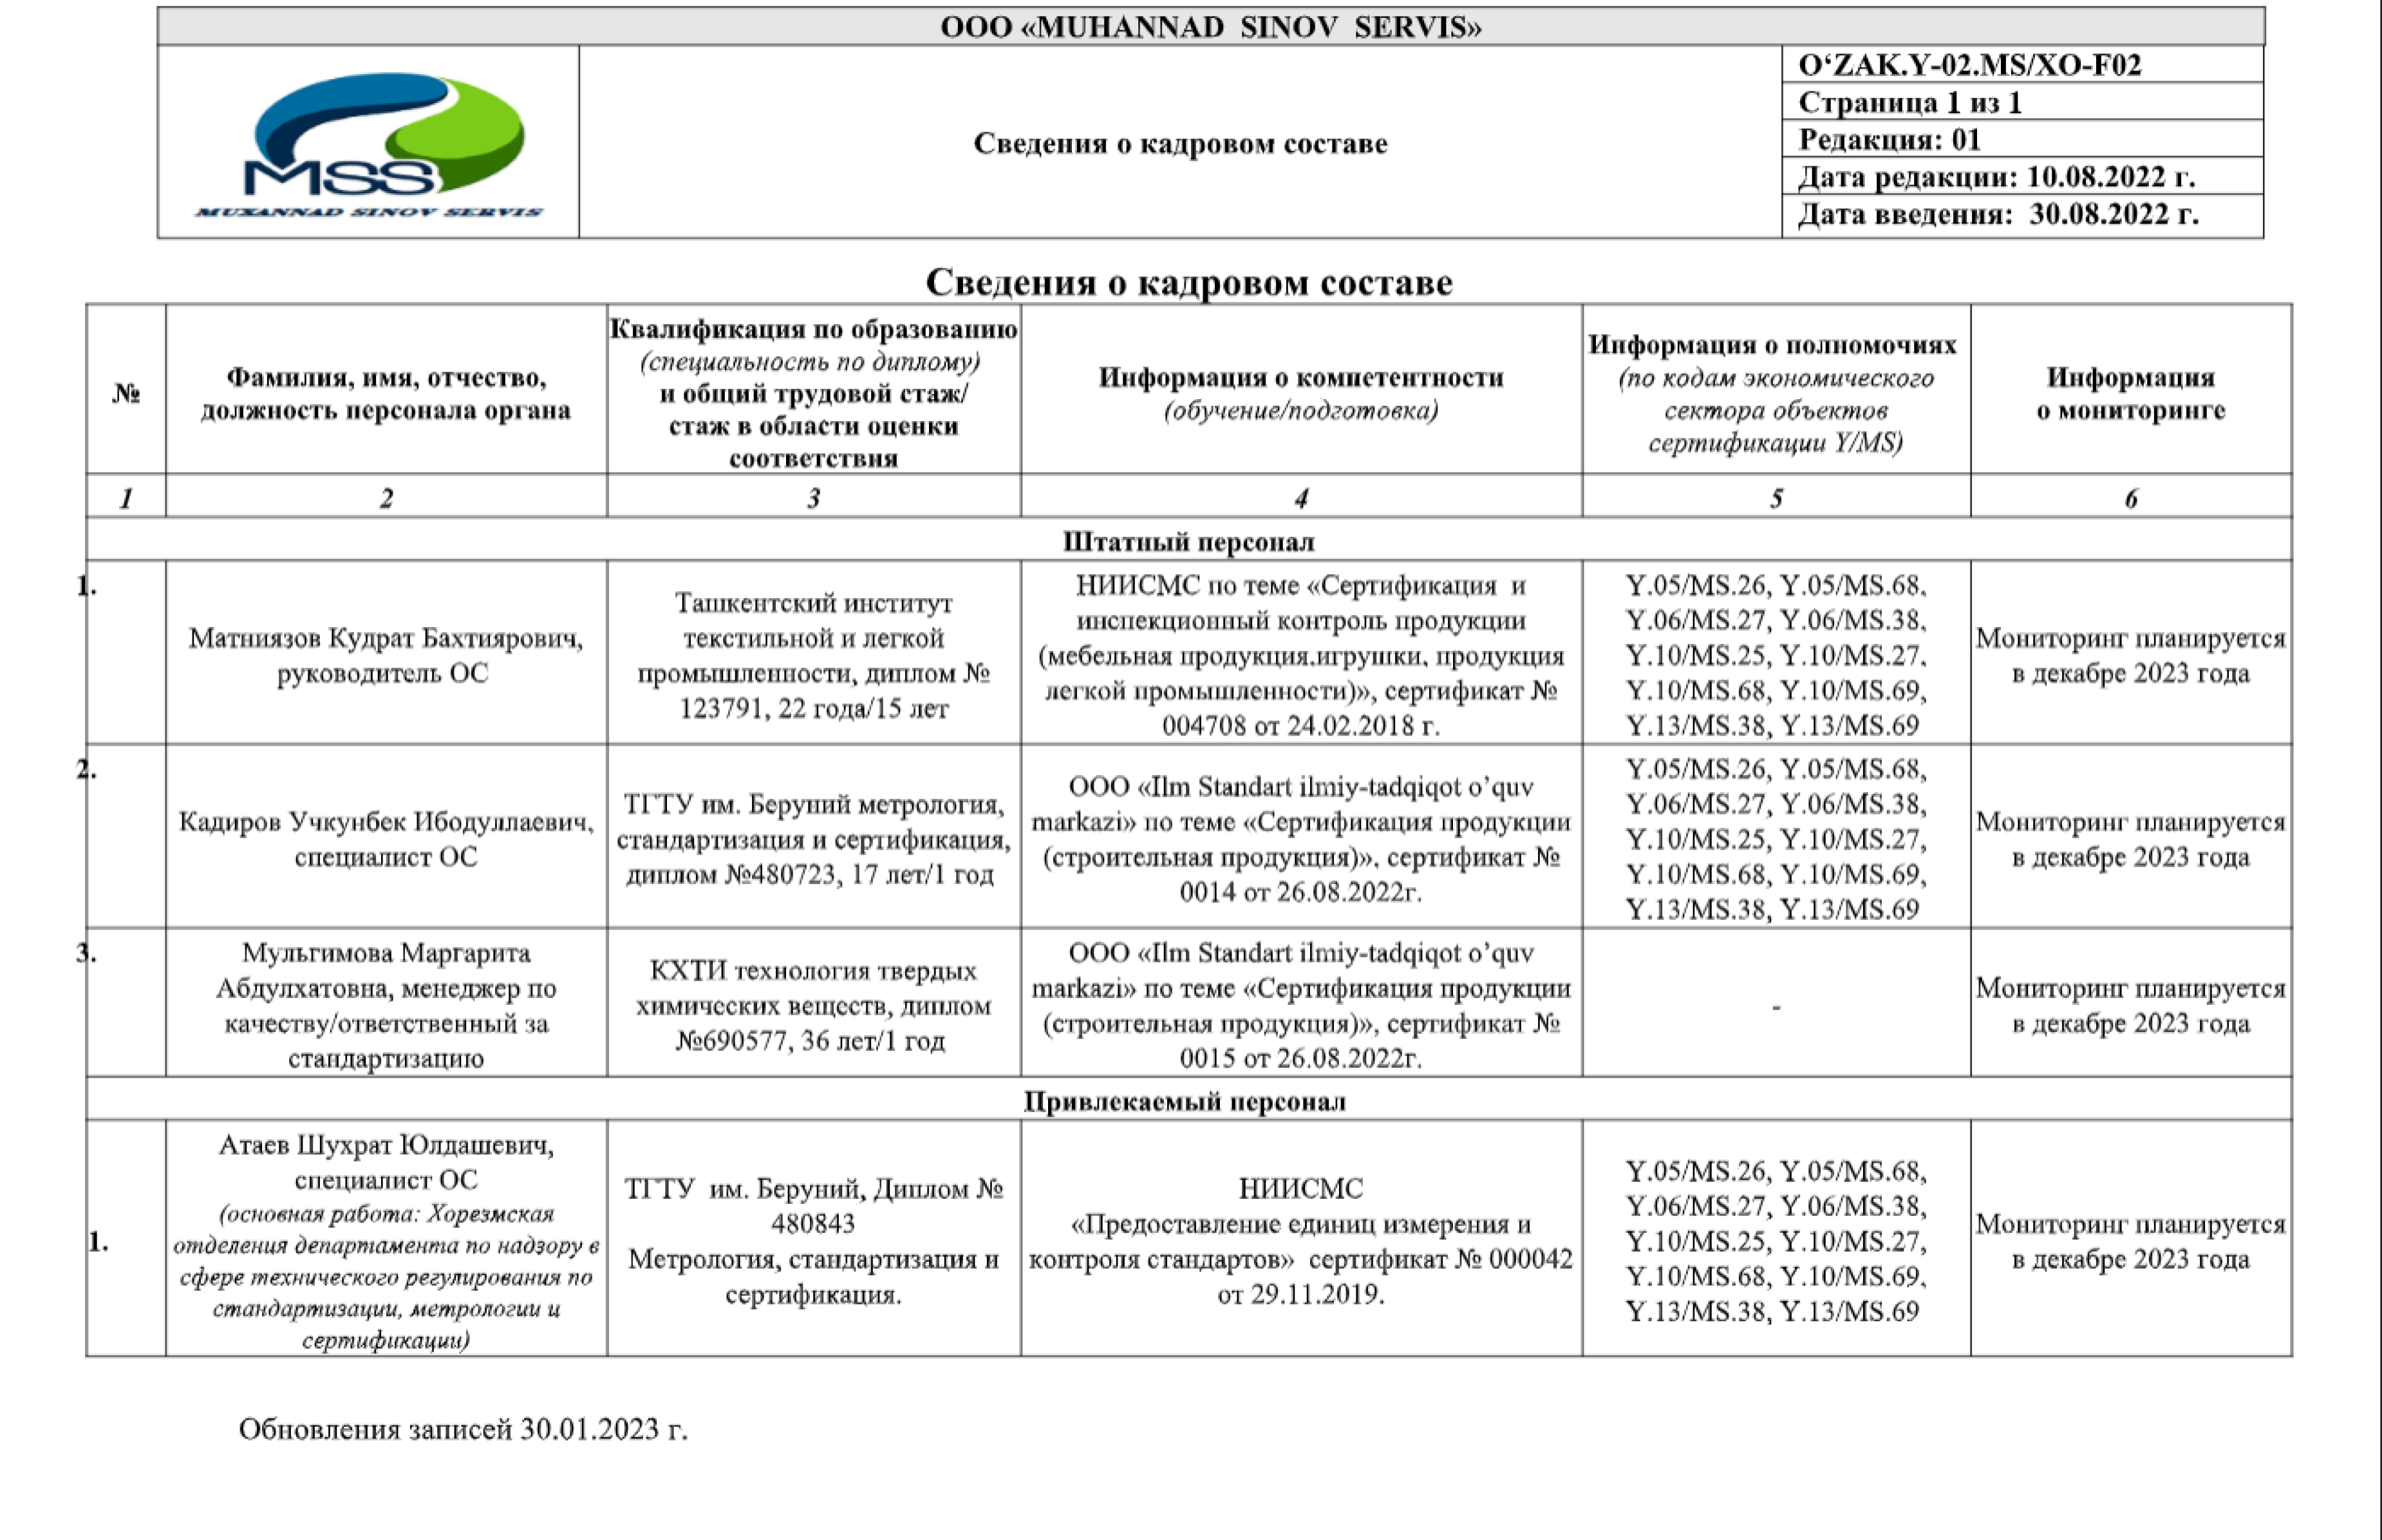 ООО «MUHANNAD SINOV SERVIS»
MSS
MUXANNAD SINOV SERVIS
Сведения о кадровом составе
O‘ZAK.Y-02.MS/XO-F02
Страница 1 из 1
Редакция: 01
Дата редакции: 10.08.2022 г.
Дата введения: 30.08.2022 г.
Сведения о кадровом составе
№
Фамилия, имя, отчество,
должность персонала органа
Квалификация по образованию
(специальность по диплому)
и общий трудовой стаж/
стаж в области оценки
соответствия
Информация о компетентности
(обучение/подготовка)
Информация о полномочиях
(по кодам экономического
сектора объектов
сертификации Y/MS)
Информация
о мониторинге
1
2
3
4
5
6
Штатный персонал
1.
Матниязов Кудрат Бахтиярович,
руководитель ОС
Ташкентский институт
текстильной и легкой
промышленности, диплом №
123791, 22 года/15 лет
НИИСМС по теме «Сертификация и
инспекционный контроль продукции
(мебельная продукция.игрушки, продукция
легкой промышленности)», сертификат №
004708 от 24.02.2018 г.
Y.05/MS.26, Y.05/MS.68,
Y.06/MS.27, Y.06/MS.38,
Y.10/MS.25, Y.10/MS.27,
Y.10/MS.68, Y.10/MS.69,
Y.13/MS.38, Y.13/MS.69
Мониторинг планируется
в декабре 2023 года
2.
Кадиров Учкунбек Ибодуллаевич,
специалист ОС
ТГТУ им. Беруний метрология,
стандартизация и сертификация,
диплом №480723, 17 лет/1 год
ООО «Ilm Standart ilmiy-tadqiqot o’quv
markazi» по теме «Сертификация продукции
(строительная продукция)», сертификат №
0014 от 26.08.2022г.
Y.05/MS.26, Y.05/MS.68,
Y.06/MS.27, Y.06/MS.38,
Y.10/MS.25, Y.10/MS.27,
Y.10/MS.68, Y.10/MS.69,
Y.13/MS.38, Y.13/MS.69
Мониторинг планируется
в декабре 2023 года
3.
Мульгимова Маргарита
Абдулхатовна, менеджер по
качеству/ответственный за
стандартизацию
КХТИ технология твердых
химических веществ, диплом
№690577, 36 лет/1 год
ООО «Ilm Standart ilmiy-tadqiqot o’quv
markazi» по теме «Сертификация продукции
(строительная продукция)», сертификат №
0015 от 26.08.2022г.
-
Мониторинг планируется
в декабре 2023 года
Привлекаемый персонал
1.
Атаев Шухрат Юлдашевич,
специалист ОС
(основная работа: Хорезмская
отделения департамента по надзору в
сфере технического регулирования по
стандартизации, метрологии и
сертификации)
ТГТУ им. Беруний, Диплом №
480843
Метрология, стандартизация и
сертификация.
НИИСМС
«Предоставление единиц измерения и
контроля стандартов» сертификат № 000042
от 29.11.2019.
Y.05/MS.26, Y.05/MS.68,
Y.06/MS.27, Y.06/MS.38,
Y.10/MS.25, Y.10/MS.27,
Y.10/MS.68, Y.10/MS.69,
Y.13/MS.38, Y.13/MS.69
Мониторинг планируется
в декабре 2023 года
Обновления записей 30.01.2023 г.